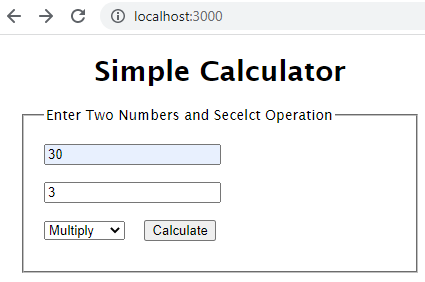 localhost:3000
Simple Calculator
Enter Two Numbers and Secelct Operation
30
3
Multiply Calculate